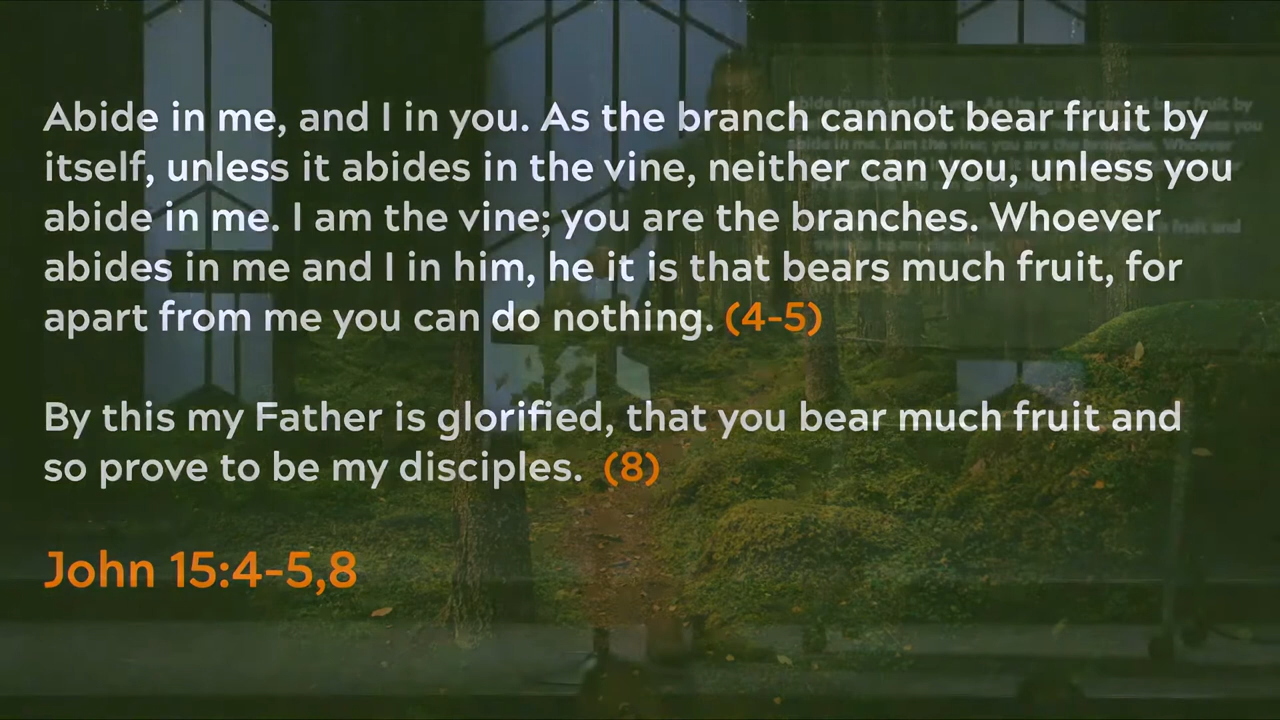 Abide in me, and I in you. As the branch cannot bear fruit by
itself, unless it abides in the vine, neither can you, unless you
abide in me. I am the vine; you are the branches. Whoever
abides in me and I in him, he it is that bears much fruit, for
apart from me you can do nothing. (4-5)
By this my Father is glorified, that you bear much fruit and
so prove to be my disciples. (8)
John 15:4-5,8